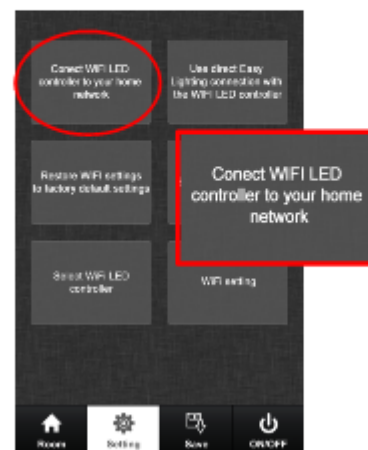 Conect WIFI LED
controller to your home
network
Use direct Easy
Lighting connection with
the WIFI LED controller
Restore WIFI settings
to factory default settings
Conect WIFI LED
controller to your home
network
Select WIFI LED
controller
WIFI setting
Room
Setting
Save
ON/OFF